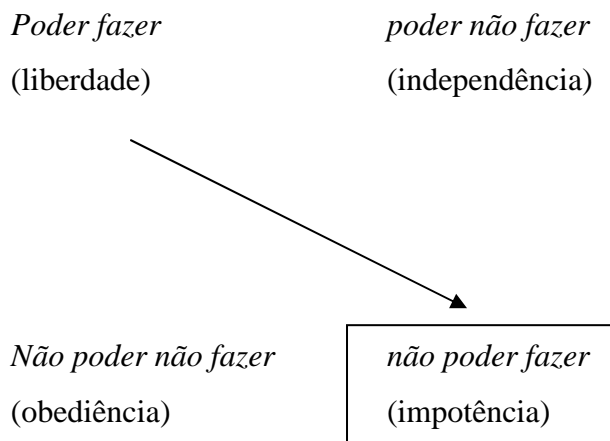 Poder fazer poder não fazer
(liberdade) (independência)
Não poder não fazer não poder fazer
(obediência) (impotência)